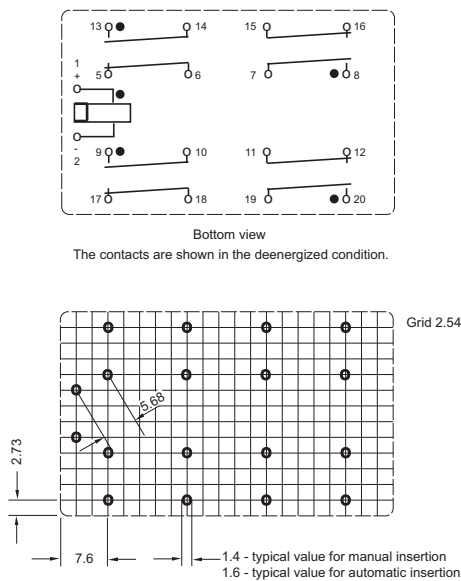 13 14 15 16
1
+ 5 6 7 8
-
2 9 10 11 12
17 18 19 20
Bottom view
The contacts are shown in the deenergized condition.
Grid 2.54
5.68
2.73
7.6
1.4 - typical value for manual insertion
1.6 - typical value for automatic insertion